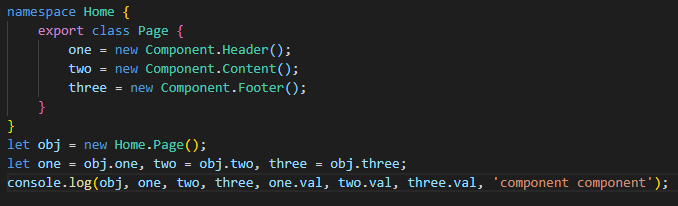 namespace Home {
    export class Page {
        one = new Component.Header();
        two = new Component.Content();
        three = new Component.Footer();
    }
}
let obj = new Home.Page();
let one = obj.one, two = obj.two, three = obj.three;
console.log(obj, one, two, three, one.val, two.val, three.val, 'component component');